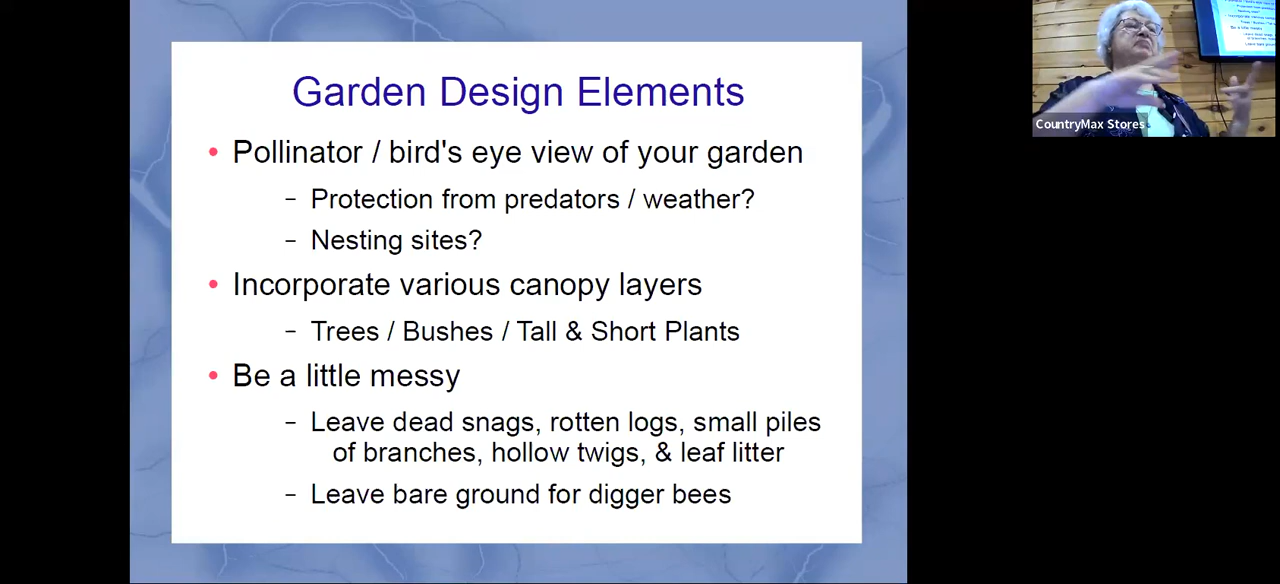 Garden Design Elements
• Pollinator / bird's eye view of your garden
– Protection from predators / weather?
– Nesting sites?
• Incorporate various canopy layers
– Trees / Bushes / Tall & Short Plants
• Be a little messy
– Leave dead snags, rotten logs, small piles
of branches, hollow twigs, & leaf litter
– Leave bare ground for digger bees
CountryMax Stores